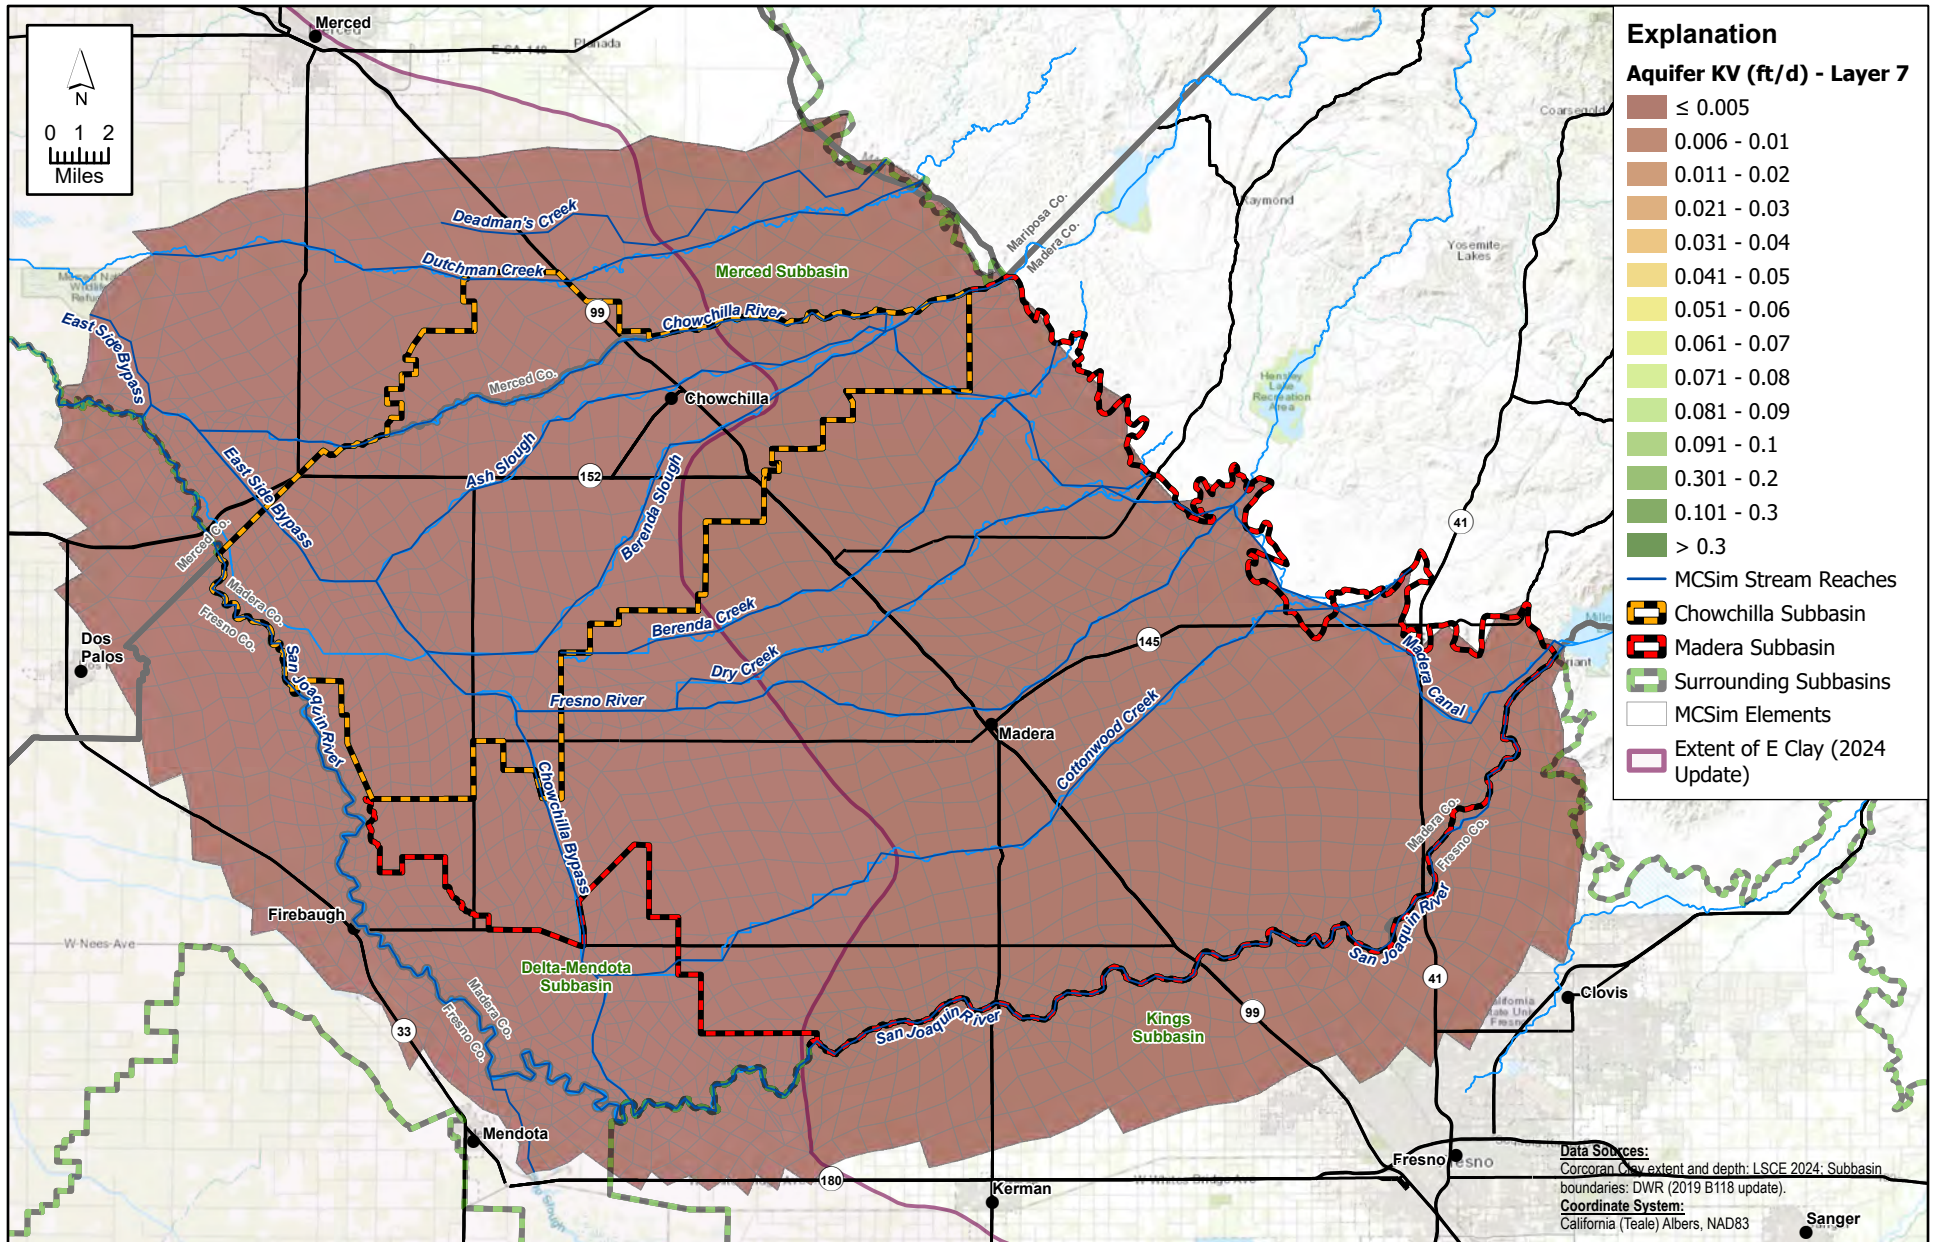 Explanation
Aquifer KV (ft/d) - Layer 7
≤ 0.005
0.006 - 0.01
0.011 - 0.02
0.021 - 0.03
0.031 - 0.04
0.041 - 0.05
0.051 - 0.06
0.061 - 0.07
0.071 - 0.08
0.081 - 0.09
0.091 - 0.1
0.301 - 0.2
0.101 - 0.3
> 0.3
MCSim Stream Reaches
Chowchilla Subbasin
Madera Subbasin
Surrounding Subbasins
MCSim Elements
Extent of E Clay (2024
Update)
N
0 1 2
Miles
Merced
E CA-140
Planada
Coarsegold
Raymond
Yosemite
Lakes
Mariposa Co.
Madera Co.
Hensley
Lake
Recreation
Area
Deadman's Creek
Dutchman Creek
Merced Subbasin
99
Chowchilla River
Merced Co.
East Side Bypass
Chowchilla
Ash Slough
152
Berenda Slough
East Side Bypass
41
Merced Co.
Madera Co.
Fresno Co.
Dos
Palos
Berenda Creek
145
Dry Creek
Madera Canal
San Joaquin River
Fresno River
Madera
Cottonwood Creek
Chowchilla Bypass
Madera Co.
Fresno Co.
Firebaugh
W Nees Ave
San Joaquin River
Delta-Mendota
Subbasin
41
Clovis
Madera Co.
Fresno Co.
33
San Joaquin River
Kings
Subbasin
99
Mendota
Fresno
180
Kerman
Sanger
Data Sources:
Corcoran Clay extent and depth: LSCE 2024; Subbasin
boundaries: DWR (2019 B118 update).
Coordinate System:
California (Teale) Albers, NAD83